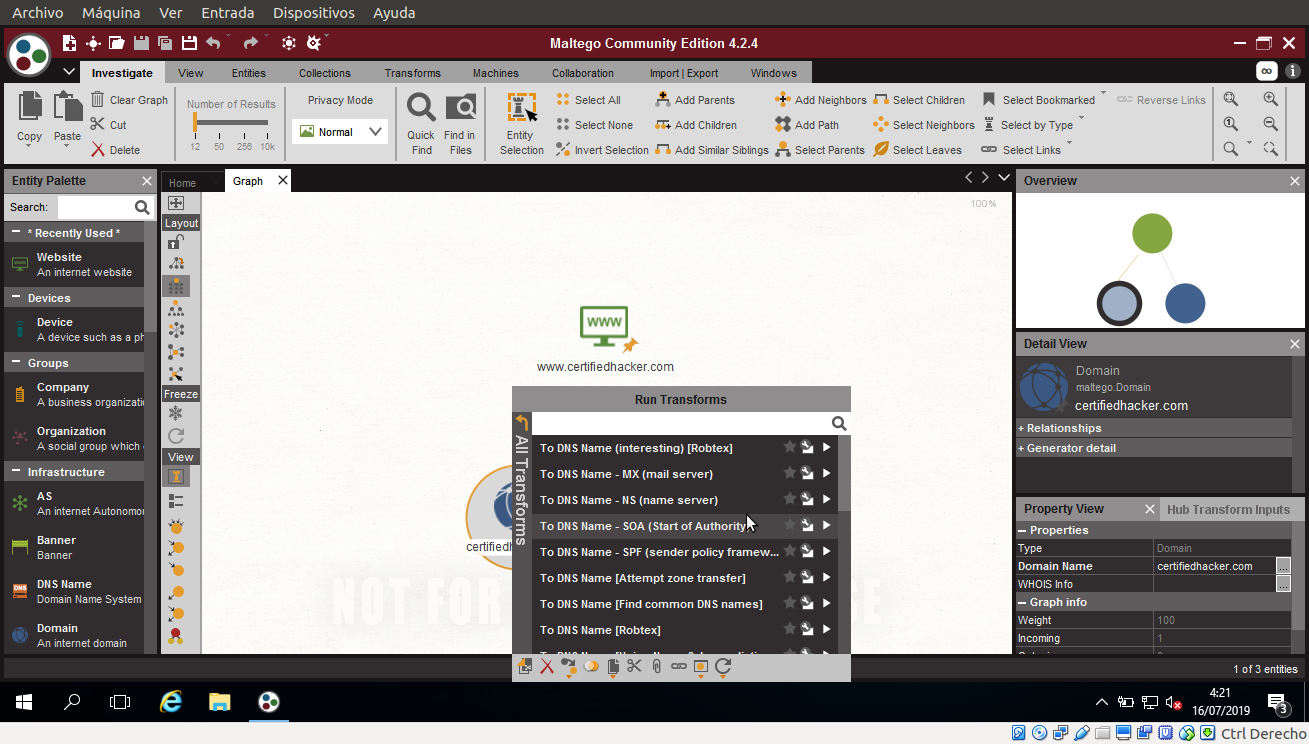 Archivo Máquina Ver Entrada Dispositivos Ayuda
Maltego Community Edition 4.2.4
Investigate View Entities Collections Transforms Machines Collaboration Import | Export Windows
Copy
Paste
Clear Graph
Cut
Delete
Number of Results
12 50 256 10k
Privacy Mode
Normal
Quick Find
Find in Files
Entity Selection
Select All
Select None
Invert Selection
Add Parents
Add Children
Add Similar Siblings
Add Neighbors
Add Path
Select Parents
Select Children
Select Neighbors
Select Leaves
Select Bookmarked
Select by Type
Select Links
Reverse Links
Entity Palette
Search:
* Recently Used *
Website
An internet website
Devices
Device
A device such as a ph
Groups
Company
A business organizati
Organization
A social group which
Infrastructure
AS
An internet Autonomo
Banner
Banner
DNS Name
Domain Name System
Domain
An internet domain
Home Graph
Layout
Freeze
View
100%
WWW
www.certifiedhacker.com
certifiedh
NOT FOR
SE
Run Transforms
All Transforms
To DNS Name (interesting) [Robtex]
To DNS Name - MX (mail server)
To DNS Name - NS (name server)
To DNS Name - SOA (Start of Authority)
To DNS Name - SPF (sender policy framew...
To DNS Name [Attempt zone transfer]
To DNS Name [Find common DNS names]
To DNS Name [Robtex]
Overview
Detail View
Domain
maltego.Domain
certifiedhacker.com
+ Relationships
+ Generator detail
Property View Hub Transform Inputs
Properties
Type Domain
Domain Name certifiedhacker.com ...
WHOIS Info ...
Graph info
Weight 100
Incoming 1
1 of 3 entities
4:21
16/07/2019
3
Ctrl Derecho